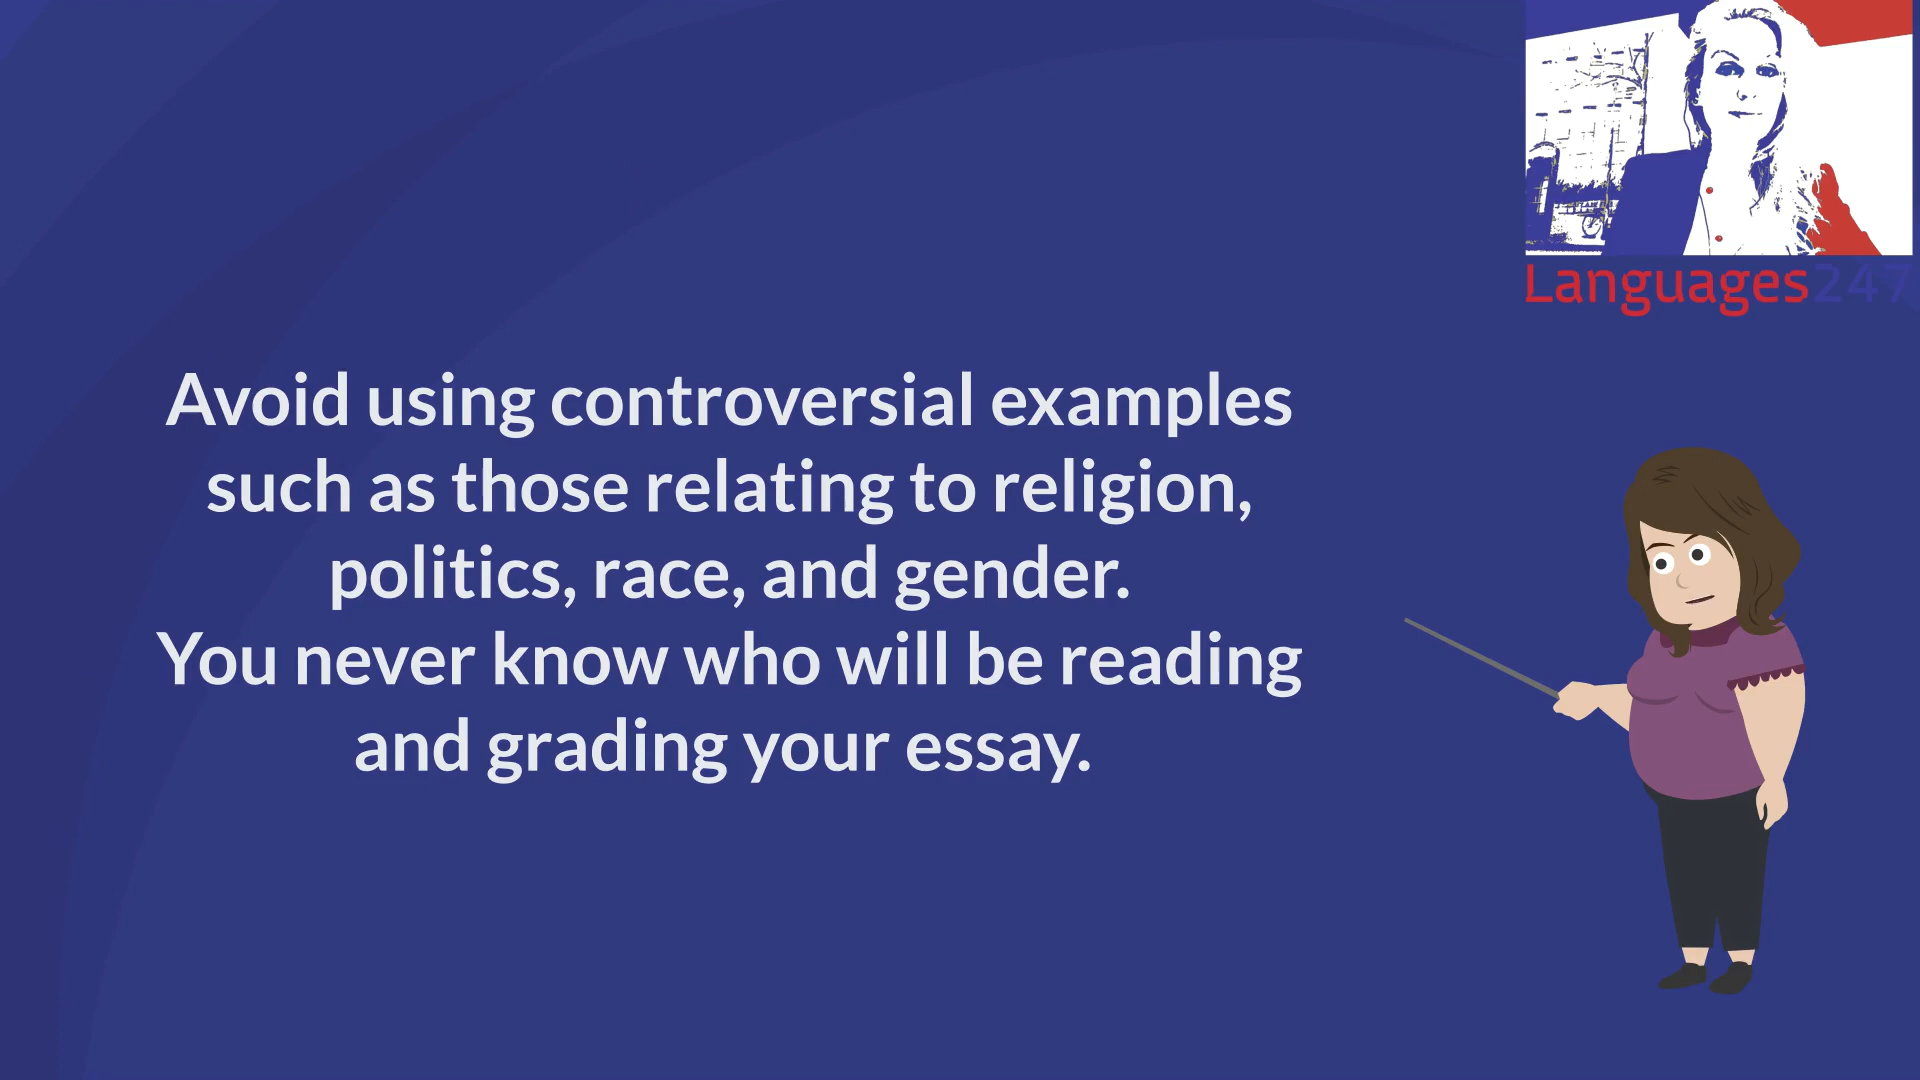 Languages247
Avoid using controversial examples
such as those relating to religion,
politics, race, and gender.
You never know who will be reading
and grading your essay.